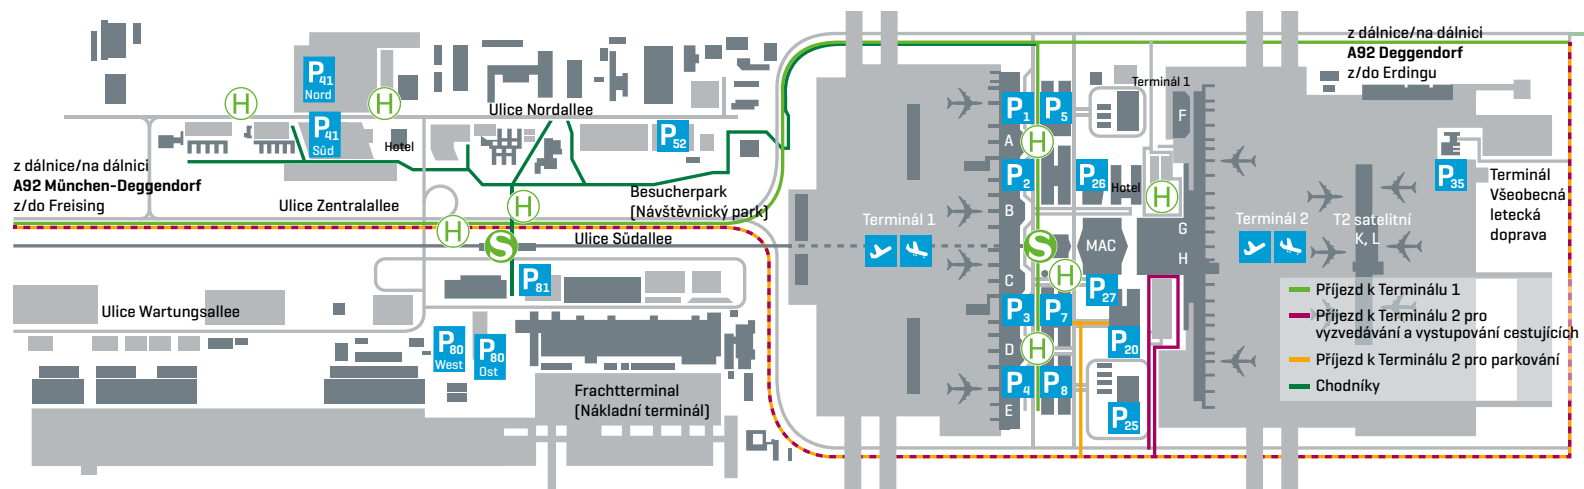 z dálnice/na dálnici
A92 Deggendorf
z/do Erdingu
P41
Nord
H
H
Ulice Nordallee
P41
Süd
Hotel
P52
z dálnice/na dálnici
A92 München-Deggendorf
z/do Freising
Ulice Zentralallee
Besucherpark
(Návštěvnický park)
H
H
S
Ulice Südallee
P81
Ulice Wartungsallee
P80
West
P80
Ost
Frachtterminal
(Nákladní terminál)
Terminál 1
P1
P5
A
H
P2
P26
B
S
MAC
C
H
P27
P3
P7
D
H
P20
P4
P8
E
P25
Terminál 1
F
Hotel
H
G
H
Terminál 2
T2 satelitní
K, L
P35
Terminál
Všeobecná
letecká
doprava
Příjezd k Terminálu 1
Příjezd k Terminálu 2 pro
vyzvedávání a vystupování cestujících
Příjezd k Terminálu 2 pro parkování
Chodníky